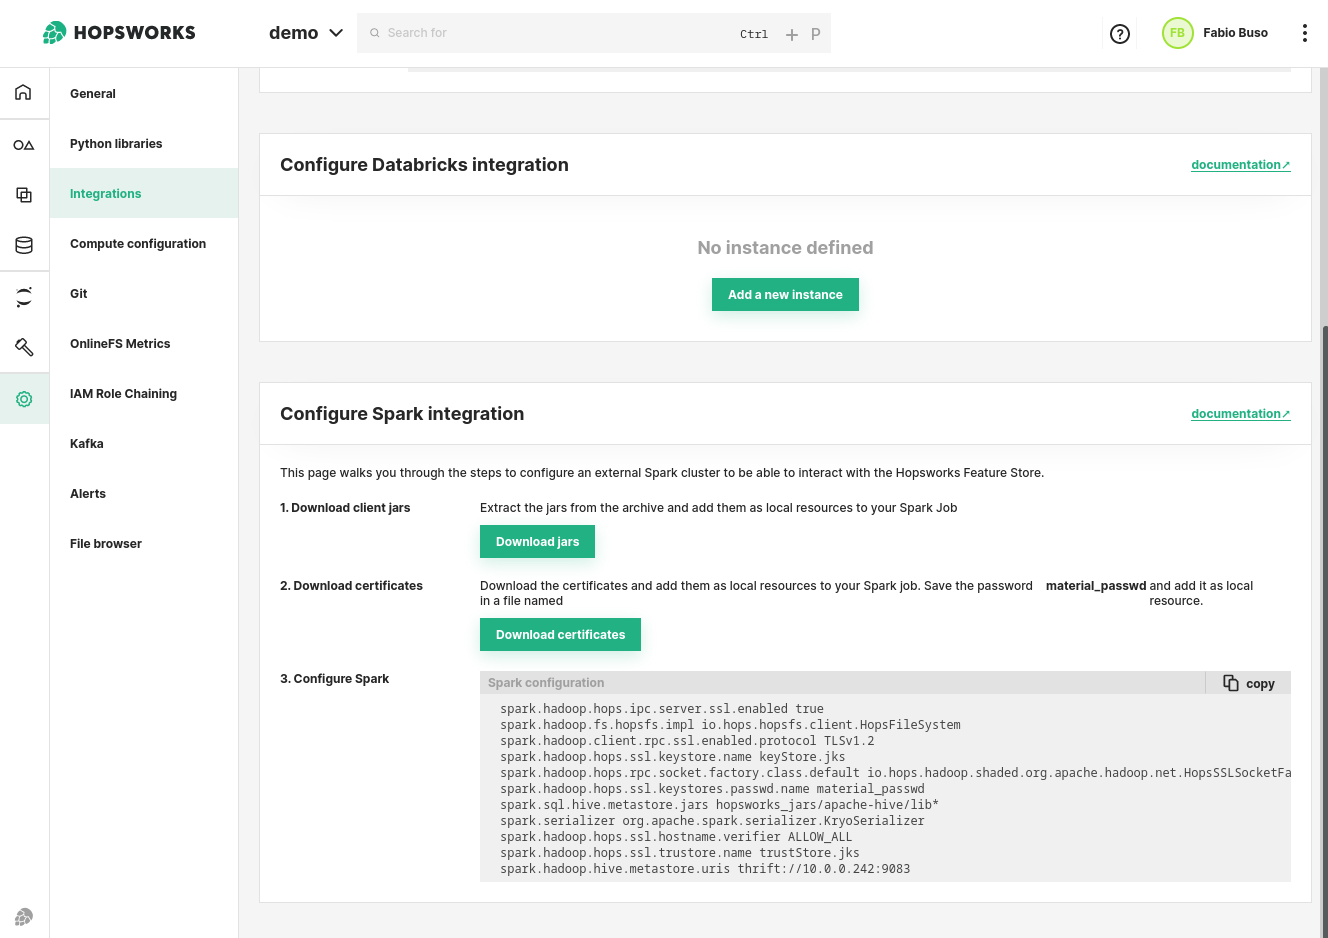 HOPSWORKS
demo
Search for
Ctrl + P
FB
Fabio Buso
General
Python libraries
Integrations
Compute configuration
Git
OnlineFS Metrics
IAM Role Chaining
Kafka
Alerts
File browser
Configure Databricks integration
documentation↗
No instance defined
Add a new instance
Configure Spark integration
documentation↗
This page walks you through the steps to configure an external Spark cluster to be able to interact with the Hopsworks Feature Store.
1. Download client jars
Extract the jars from the archive and add them as local resources to your Spark Job
Download jars
2. Download certificates
Download the certificates and add them as local resources to your Spark job. Save the password
in a file named
material_passwd
and add it as local
resource.
Download certificates
3. Configure Spark
Spark configuration
copy
spark.hadoop.hops.ipc.server.ssl.enabled true
spark.hadoop.fs.hopsfs.impl io.hops.hopsfs.client.HopsFileSystem
spark.hadoop.client.rpc.ssl.enabled.protocol TLSv1.2
spark.hadoop.hops.ssl.keystore.name keyStore.jks
spark.hadoop.hops.rpc.socket.factory.class.default io.hops.hadoop.shaded.org.apache.hadoop.net.HopsSSLSocketFa
spark.hadoop.hops.ssl.keystores.passwd.name material_passwd
spark.sql.hive.metastore.jars hopsworks_jars/apache-hive/lib*
spark.serializer org.apache.spark.serializer.KryoSerializer
spark.hadoop.hops.ssl.hostname.verifier ALLOW_ALL
spark.hadoop.hops.ssl.trustore.name trustStore.jks
spark.hadoop.hive.metastore.uris thrift://10.0.0.242:9083